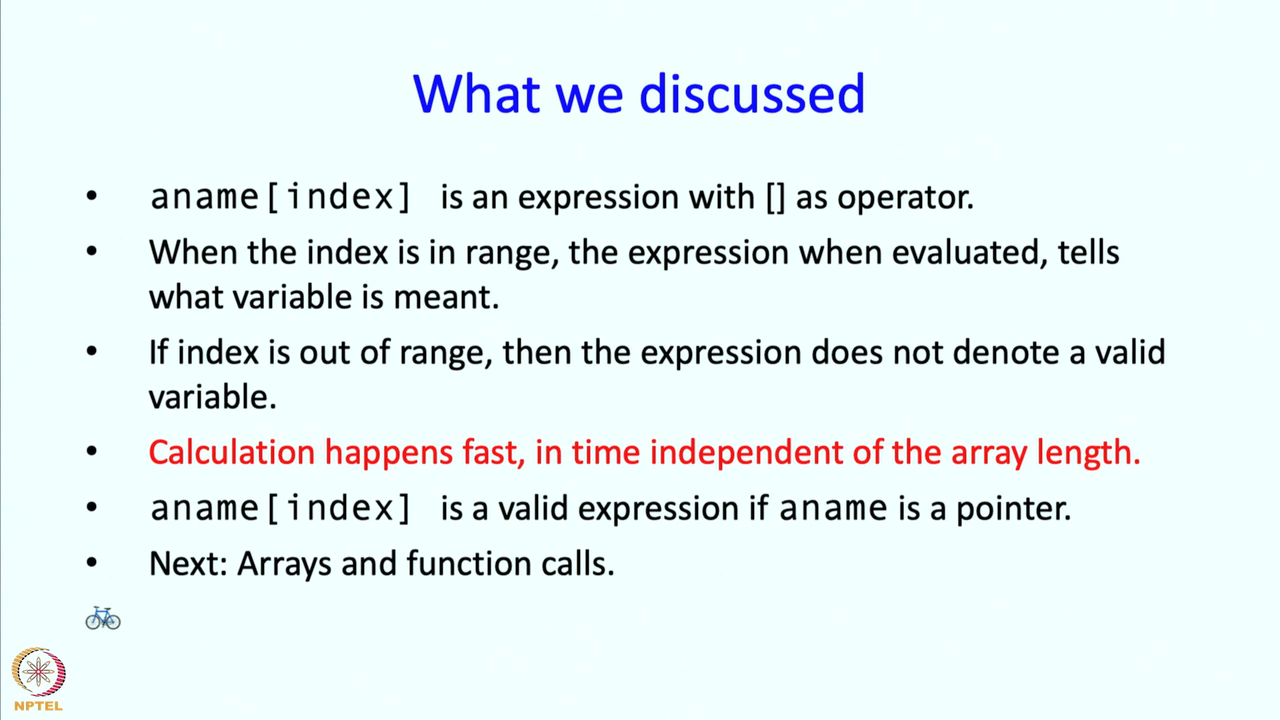 What we discussed
• aname[index] is an expression with [] as operator.
• When the index is in range, the expression when evaluated, tells
what variable is meant.
• If index is out of range, then the expression does not denote a valid
variable.
• Calculation happens fast, in time independent of the array length.
• aname[index] is a valid expression if aname is a pointer.
• Next: Arrays and function calls.
NPTEL